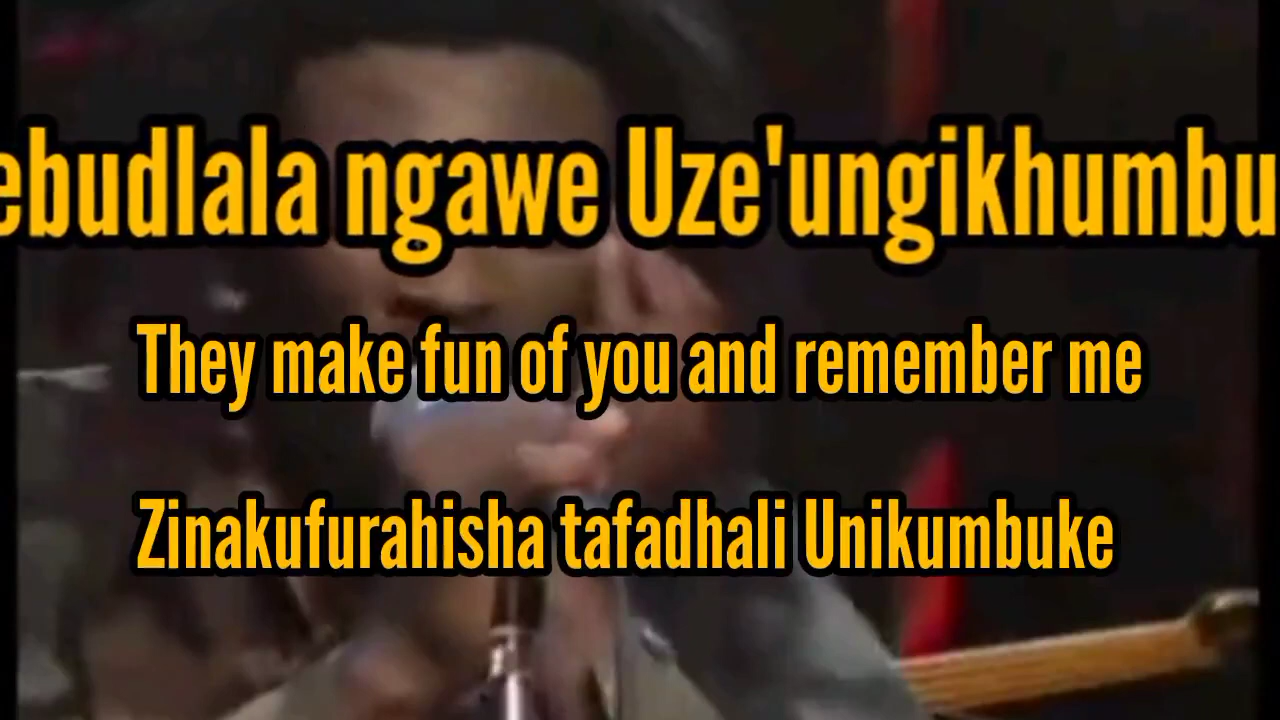 ebudlala ngawe Uze'ungikhumbu
They make fun of you and remember me
Zinakufurahisha tafadhali Unikumbuke